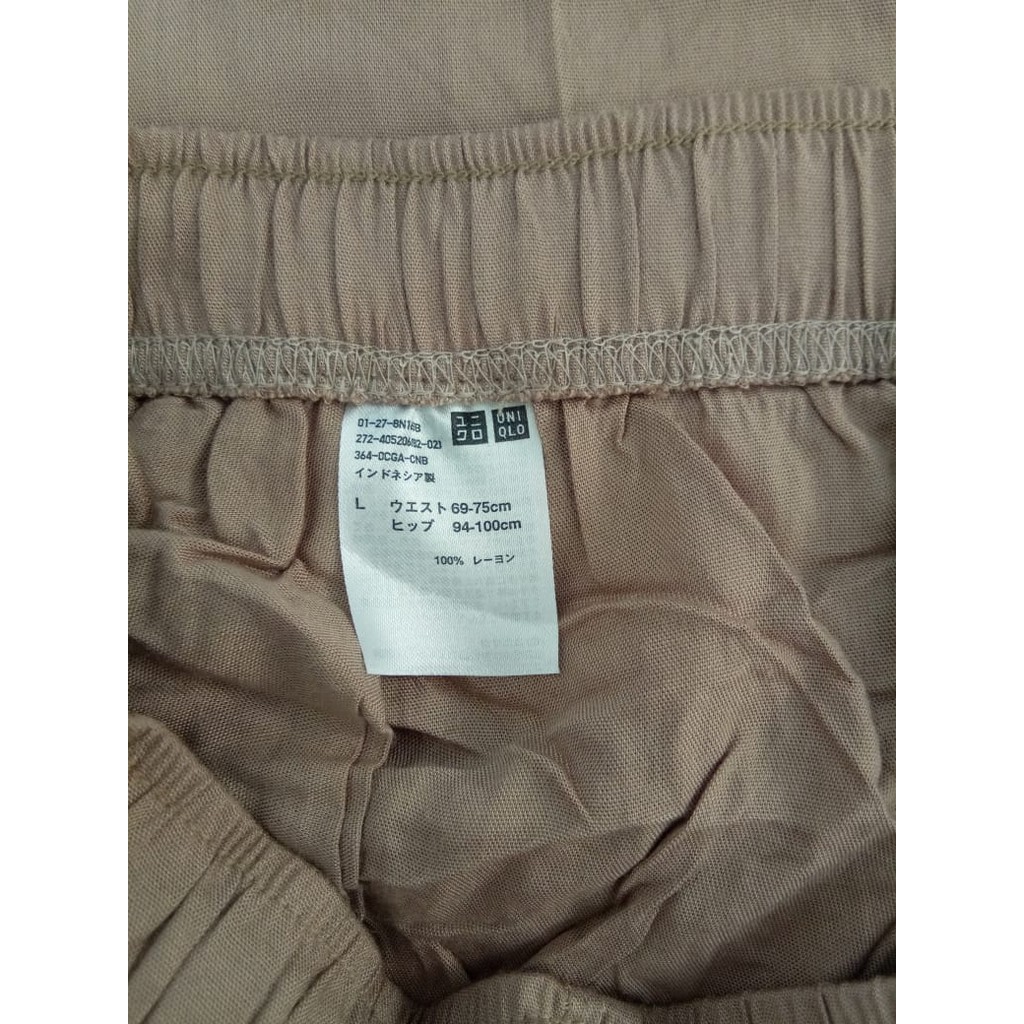 01-27-8N16B
272-405206(82-02)
364-0CGA-CNB
インドネシア製
ユニ
クロ
UNI
QLO
L ウエスト 69-75cm
ヒップ 94-100cm
100% レーヨン